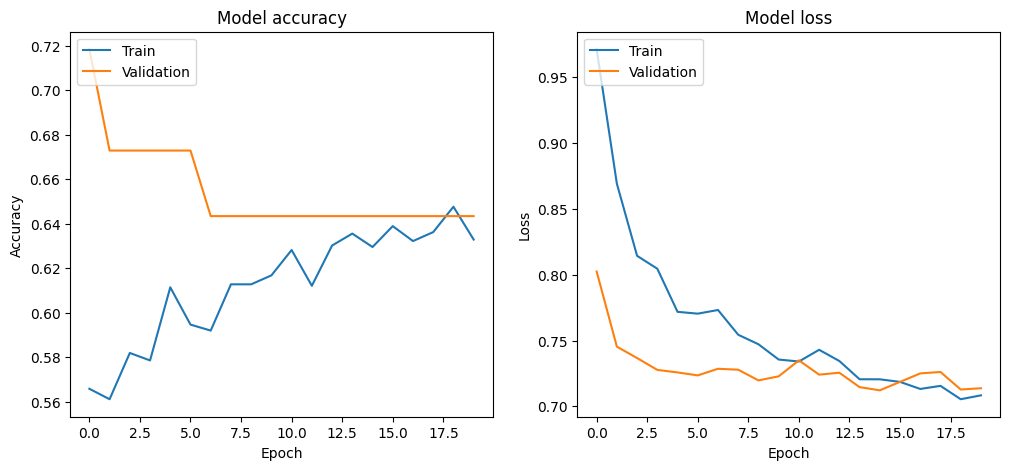 Model accuracy
Train
Validation
0.72
0.70
0.68
0.66
0.64
0.62
0.60
0.58
0.56
Accuracy
0.0 2.5 5.0 7.5 10.0 12.5 15.0 17.5
Epoch
Model loss
Train
Validation
0.95
0.90
0.85
0.80
0.75
0.70
Loss
0.0 2.5 5.0 7.5 10.0 12.5 15.0 17.5
Epoch